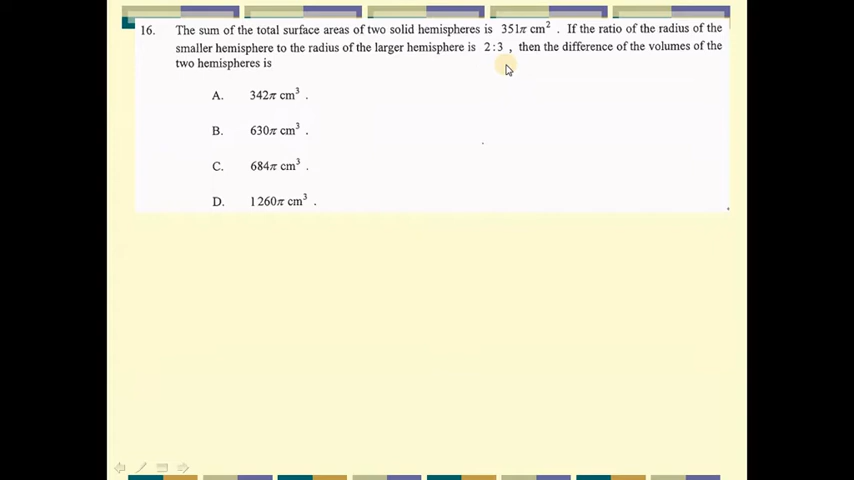 16. The sum of the total surface areas of two solid hemispheres is 351π cm². If the ratio of the radius of the
smaller hemisphere to the radius of the larger hemisphere is 2:3, then the difference of the volumes of the
two hemispheres is
A. 342π cm³.
B. 630π cm³.
C. 684π cm³.
D. 1260π cm³.